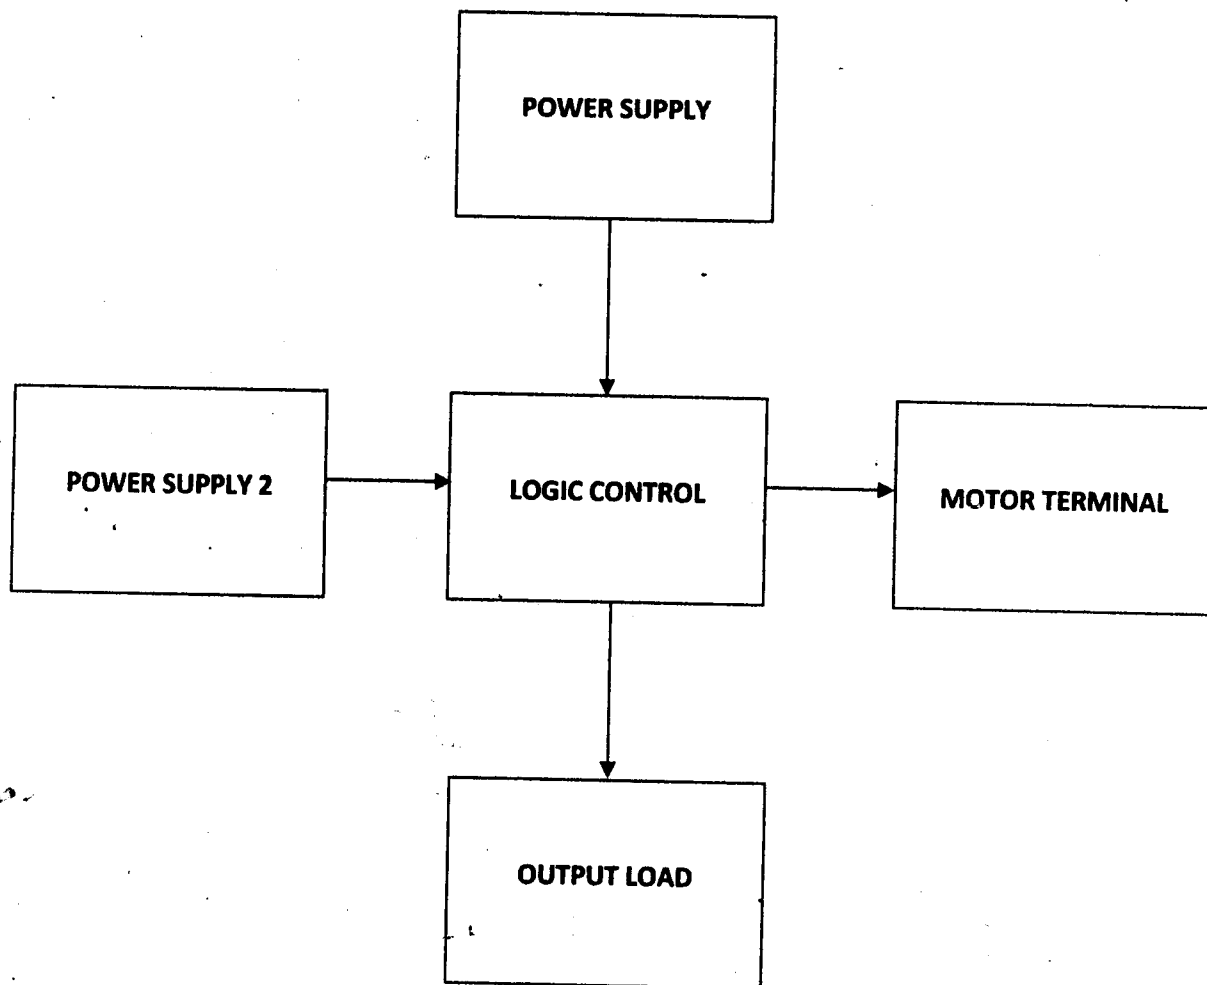 POWER SUPPLY
POWER SUPPLY 2
LOGIC CONTROL
MOTOR TERMINAL
OUTPUT LOAD